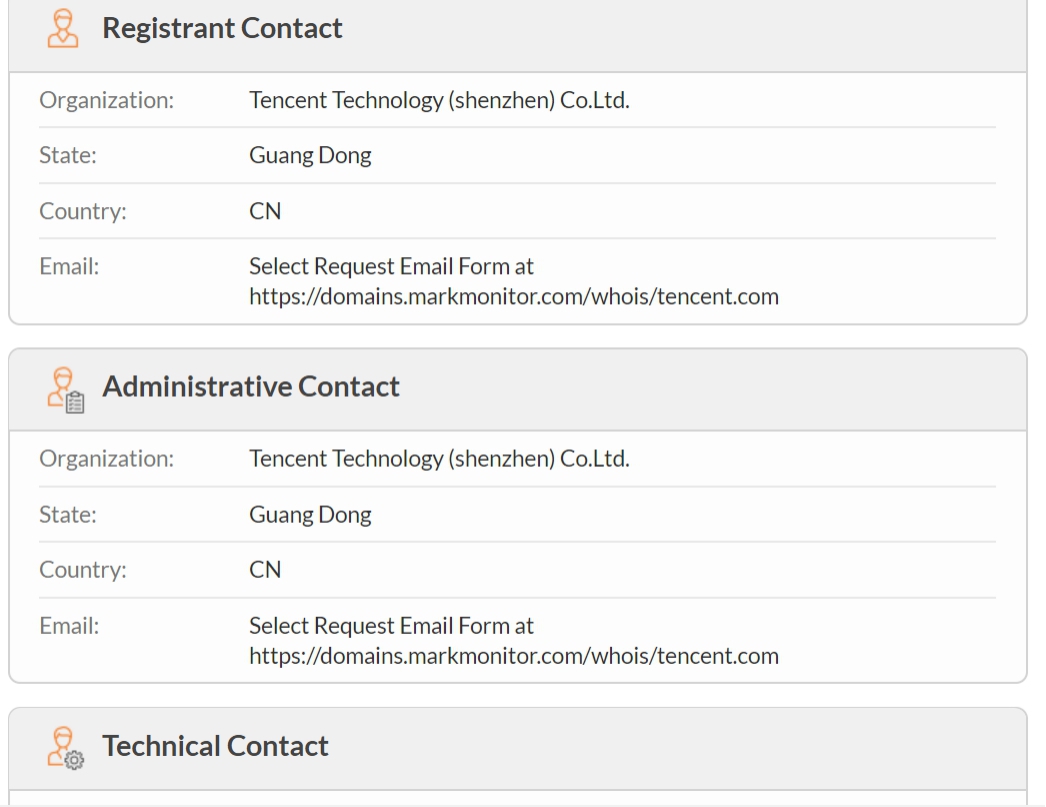 Registrant Contact
Organization: Tencent Technology (shenzhen) Co.Ltd.
State: Guang Dong
Country: CN
Email: Select Request Email Form at
https://domains.markmonitor.com/whois/tencent.com
Administrative Contact
Organization: Tencent Technology (shenzhen) Co.Ltd.
State: Guang Dong
Country: CN
Email: Select Request Email Form at
https://domains.markmonitor.com/whois/tencent.com
Technical Contact